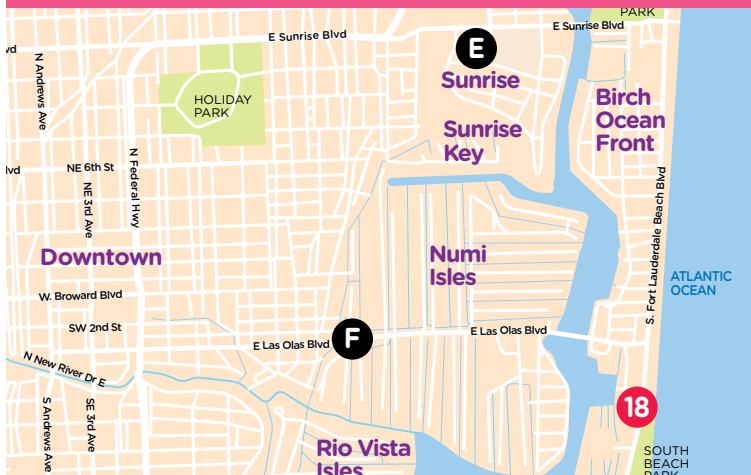 PARK
E Sunrise Blvd
E Sunrise Blvd
vd
E
Sunrise
N Andrews Ave
HOLIDAY
PARK
Birch
Ocean
Front
Sunrise
Key
lvd
NE 6th St
N Federal Hwy
NE 3rd Ave
S. Fort Lauderdale Beach Blvd
Downtown
Numi
Isles
ATLANTIC
OCEAN
W. Broward Blvd
SW 2nd St
E Las Olas Blvd
F
E Las Olas Blvd
N New River Dr E
S Andrews Ave
SE 3rd Ave
18
Rio Vista
Isles
SOUTH
BEACH
PARK